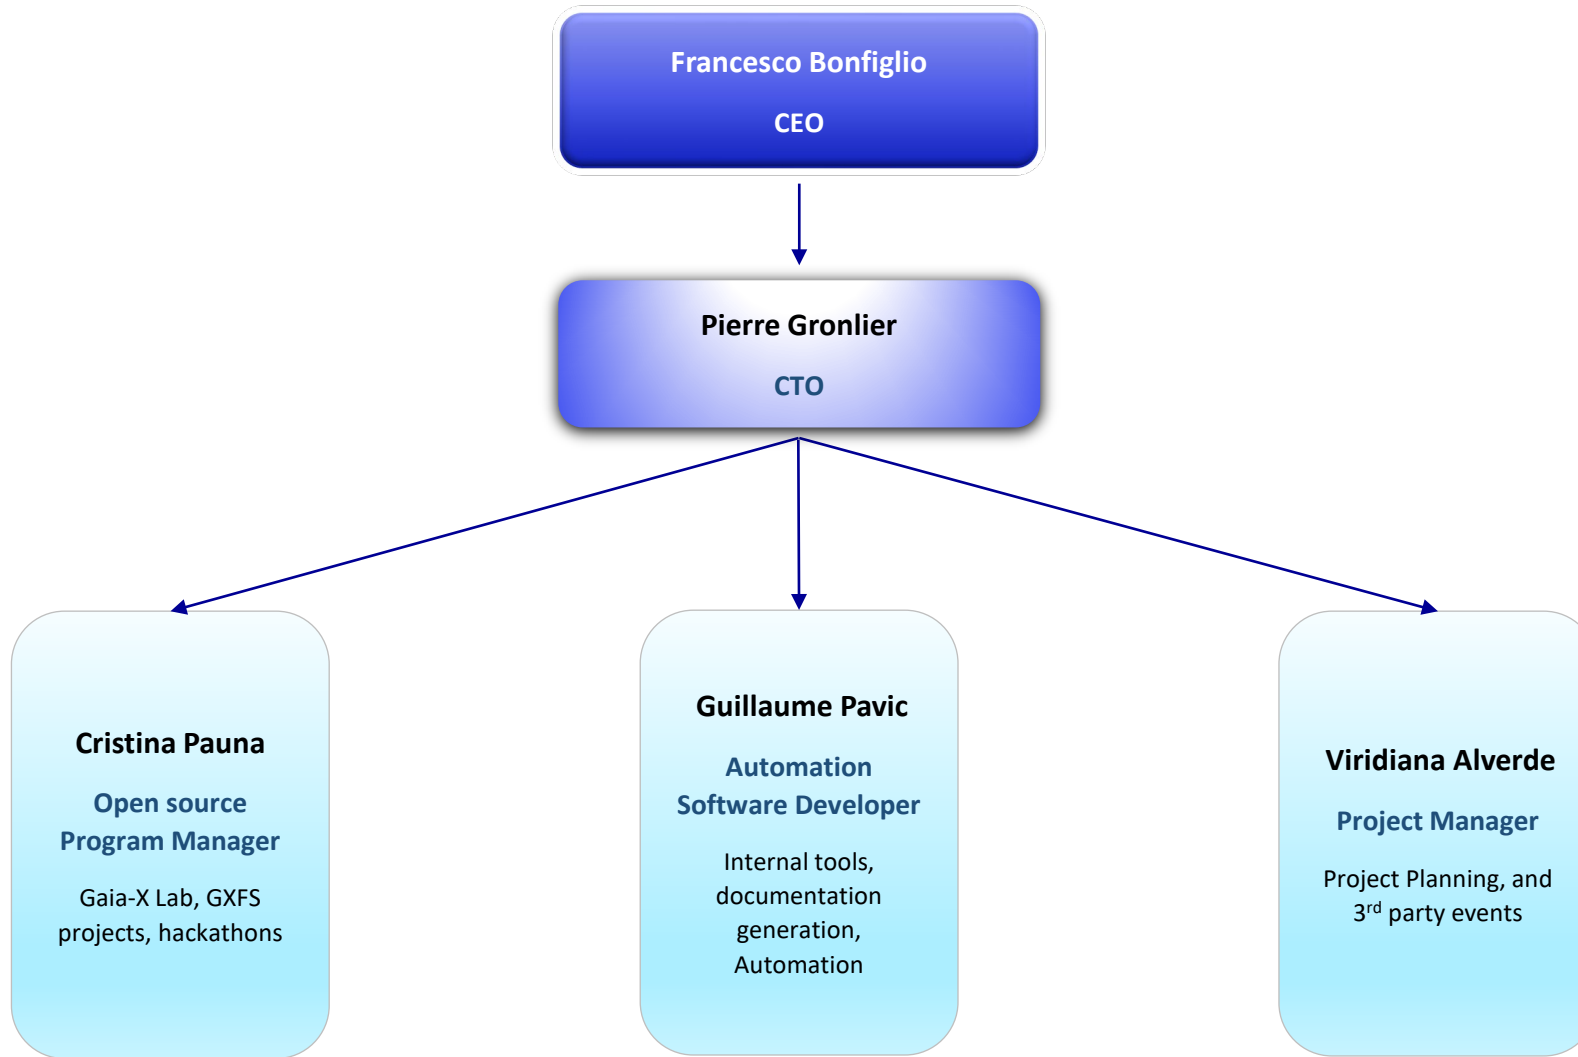 Francesco Bonfiglio
CEO
Pierre Gronlier
CTO
Cristina Pauna
Open source
Program Manager
Gaia-X Lab, GXFS
projects, hackathons
Guillaume Pavic
Automation
Software Developer
Internal tools,
documentation
generation,
Automation
Viridiana Alverde
Project Manager
Project Planning, and
3rd party events